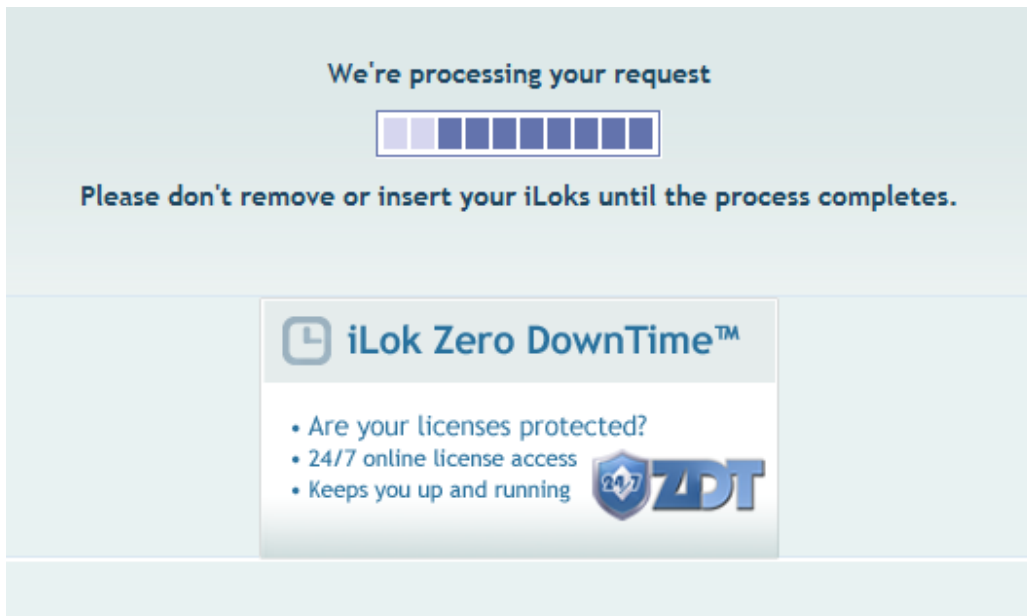 We're processing your request
Please don't remove or insert your iLoks until the process completes.
iLok Zero DownTime™
• Are your licenses protected?
• 24/7 online license access
• Keeps you up and running
24/7 ZDT